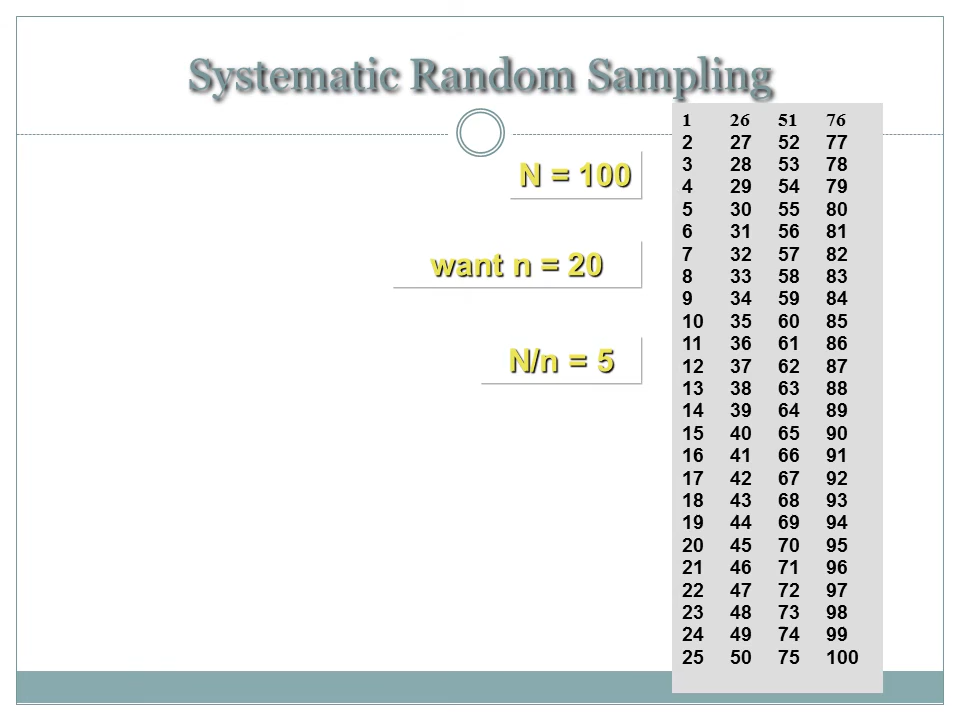 Systematic Random Sampling
N = 100
want n = 20
N/n = 5
1 26 51 76
2 27 52 77
3 28 53 78
4 29 54 79
5 30 55 80
6 31 56 81
7 32 57 82
8 33 58 83
9 34 59 84
10 35 60 85
11 36 61 86
12 37 62 87
13 38 63 88
14 39 64 89
15 40 65 90
16 41 66 91
17 42 67 92
18 43 68 93
19 44 69 94
20 45 70 95
21 46 71 96
22 47 72 97
23 48 73 98
24 49 74 99
25 50 75 100